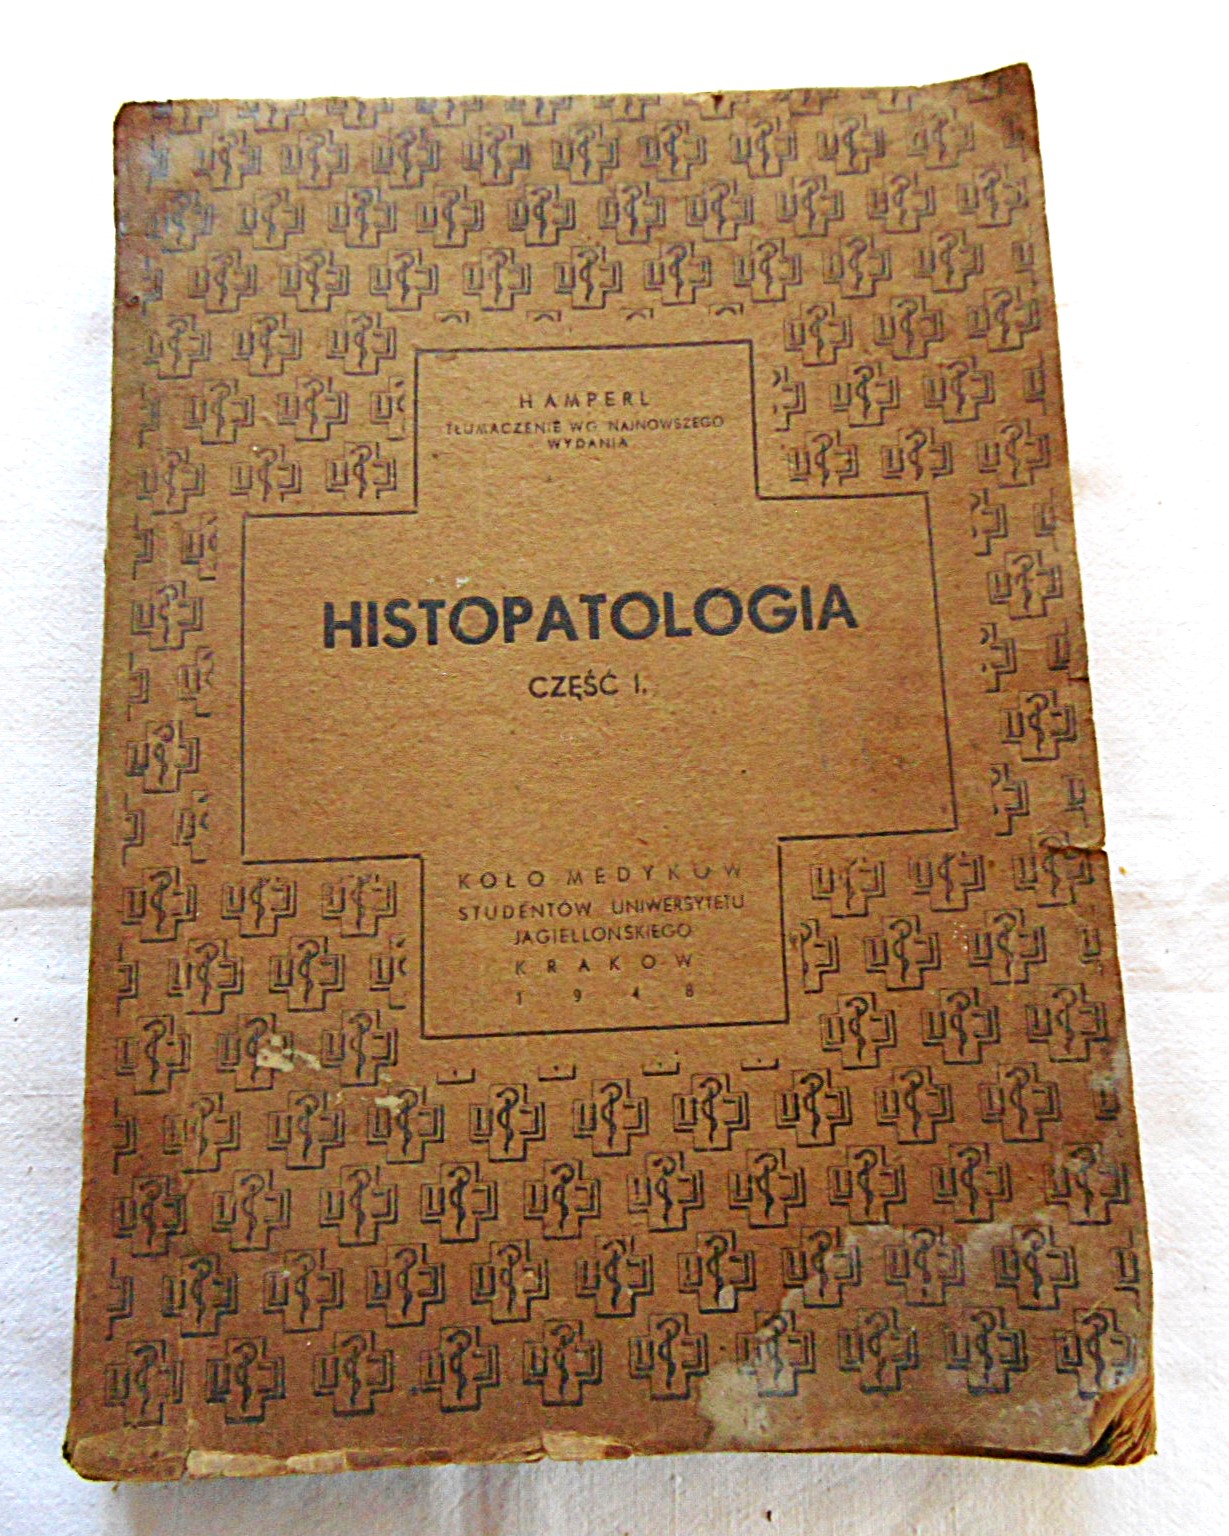 HAMPERL
TŁUMACZENIE WG NAJNOWSZEGO
WYDANIA
HISTOPATOLOGIA
CZĘŚĆ I.
KOŁO MEDYKÓW
STUDENTÓW UNIWERSYTETU
JAGIELLOŃSKIEGO
KRAKÓW
1948